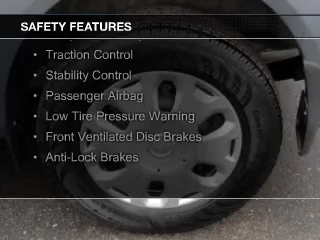 SAFETY FEATURES
• Traction Control
• Stability Control
• Passenger Airbag
• Low Tire Pressure Warning
• Front Ventilated Disc Brakes
• Anti-Lock Brakes